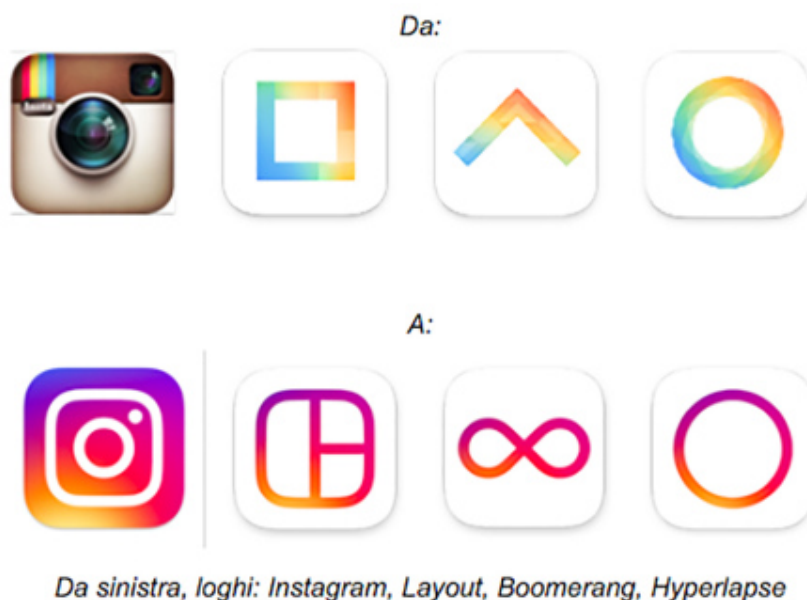 Da:
A:
Da sinistra, loghi: Instagram, Layout, Boomerang, Hyperlapse